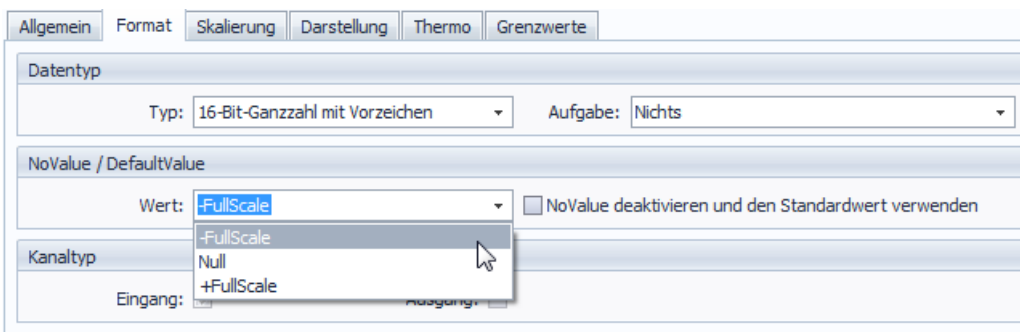 Allgemein Format Skalierung Darstellung Thermo Grenzwerte
Datentyp
Typ: 16-Bit-Ganzzahl mit Vorzeichen Aufgabe: Nichts
NoValue / DefaultValue
Wert: -FullScale NoValue deaktivieren und den Standardwert verwenden
-FullScale
Kanaltyp Null
+FullScale
Eingang: Ausgang: